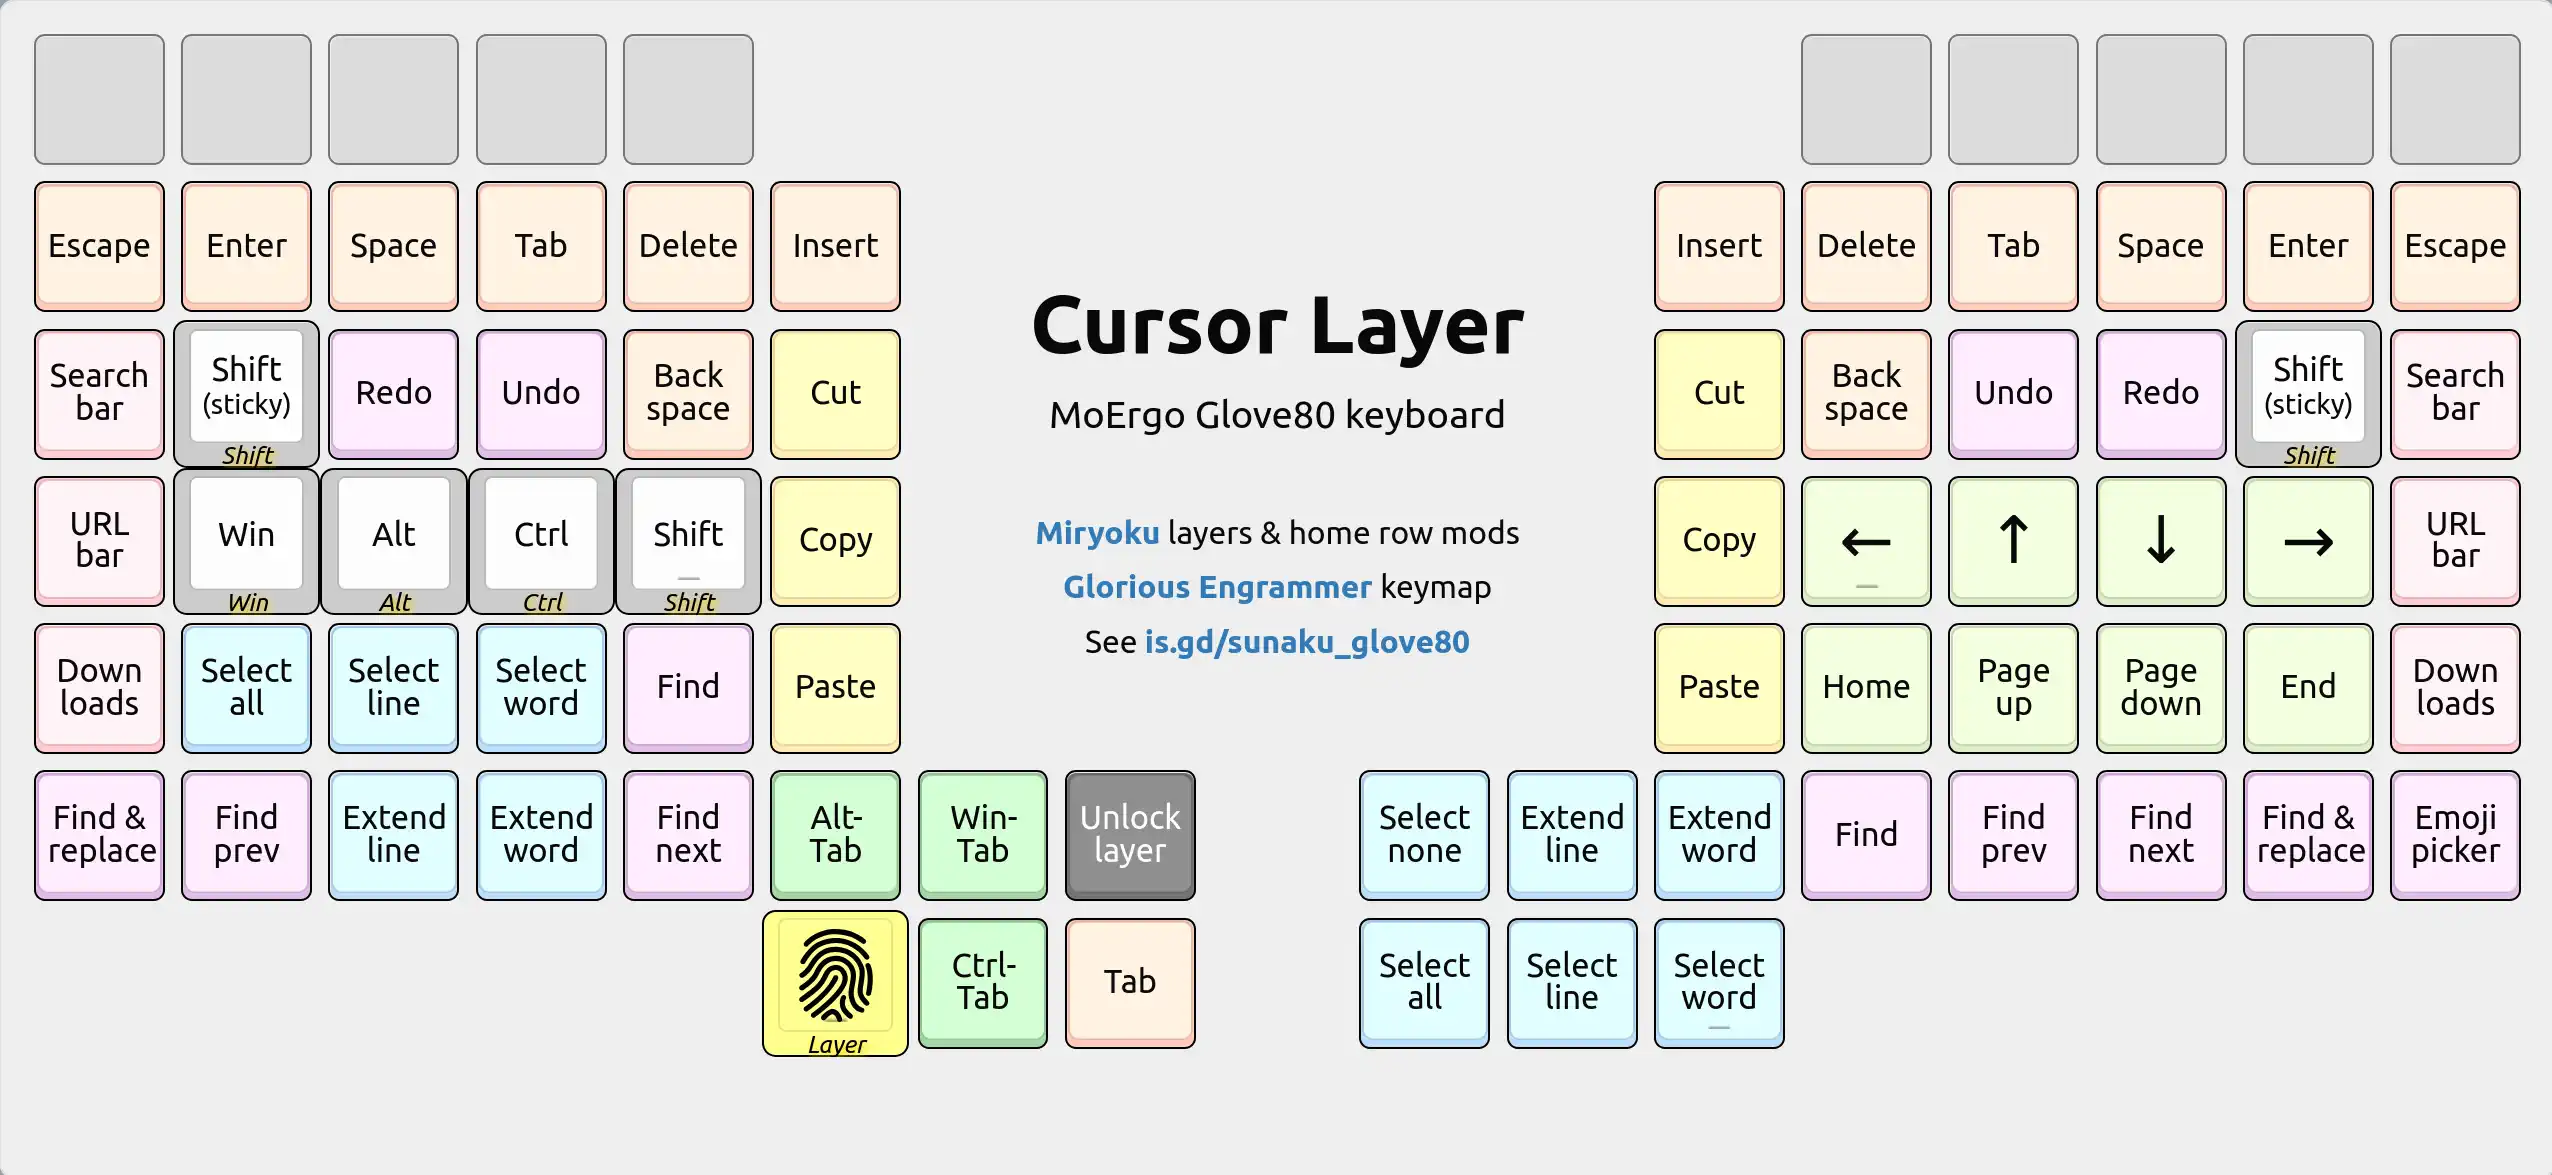 Escape Enter Space Tab Delete Insert
Insert Delete Tab Space Enter Escape
Cursor Layer
MoErgo Glove80 keyboard
Miryoku layers & home row mods
Glorious Engrammer keymap
See is.gd/sunaku_glove80
Search
bar
Shift
(sticky)
Shift
Redo
Undo
Back
space
Cut
Cut
Back
space
Undo
Redo
Shift
(sticky)
Shift
Search
bar
URL
bar
Win
Win
Alt
Alt
Ctrl
Ctrl
Shift
Shift
Copy
Copy
←
↑
↓
→
URL
bar
Down
loads
Select
all
Select
line
Select
word
Find
Paste
Paste
Home
Page
up
Page
down
End
Down
loads
Find &
replace
Find
prev
Extend
line
Extend
word
Find
next
Alt-
Tab
Win-
Tab
Unlock
layer
Select
none
Extend
line
Extend
word
Find
Find
prev
Find
next
Find &
replace
Emoji
picker
Layer
Ctrl-
Tab
Tab
Select
all
Select
line
Select
word